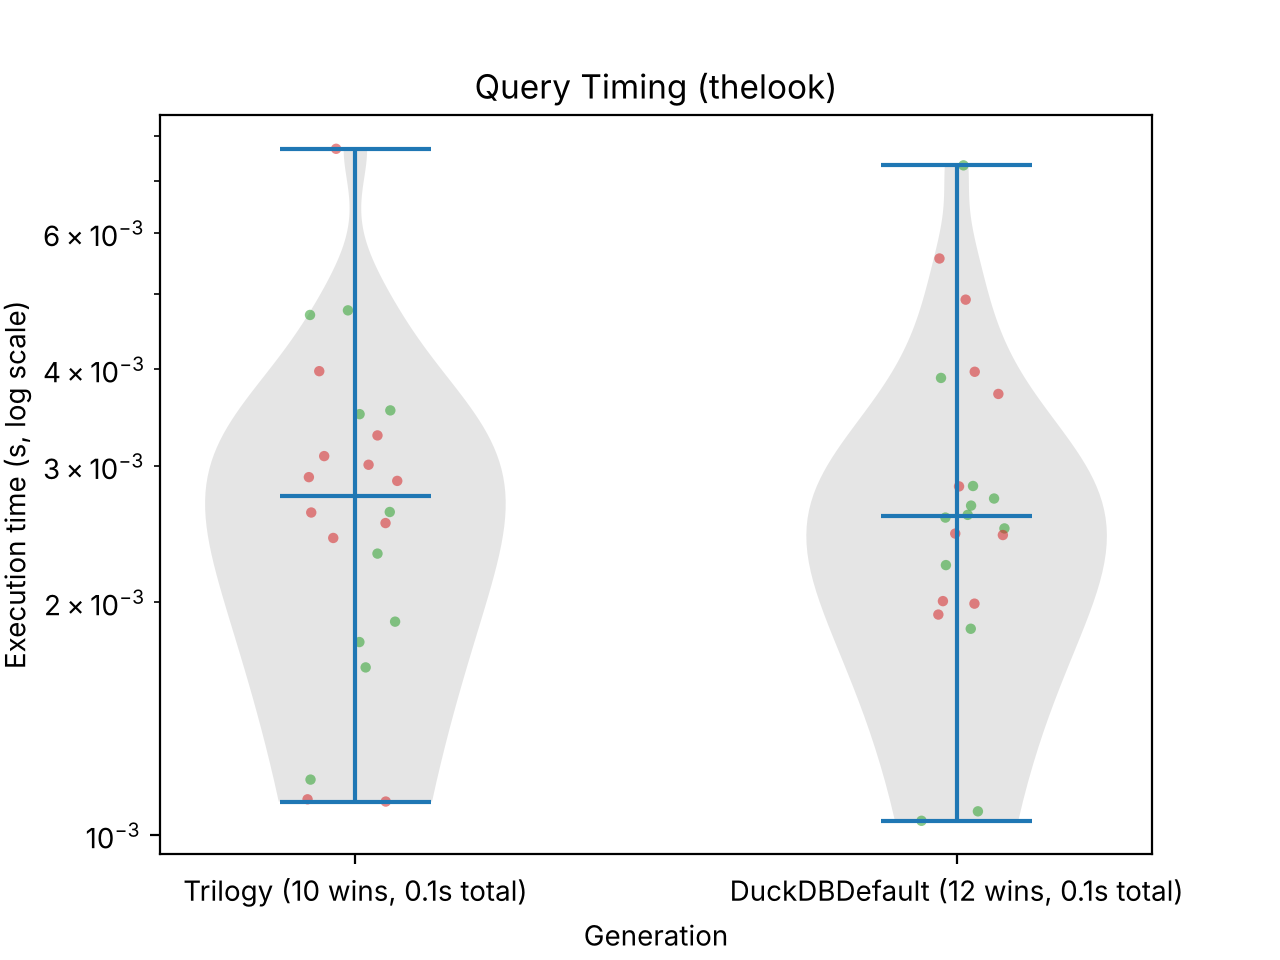 Query Timing (thelook)
Execution time (s, log scale)
6 × 10⁻³
4 × 10⁻³
3 × 10⁻³
2 × 10⁻³
10⁻³
Trilogy (10 wins, 0.1s total)
DuckDBDefault (12 wins, 0.1s total)
Generation